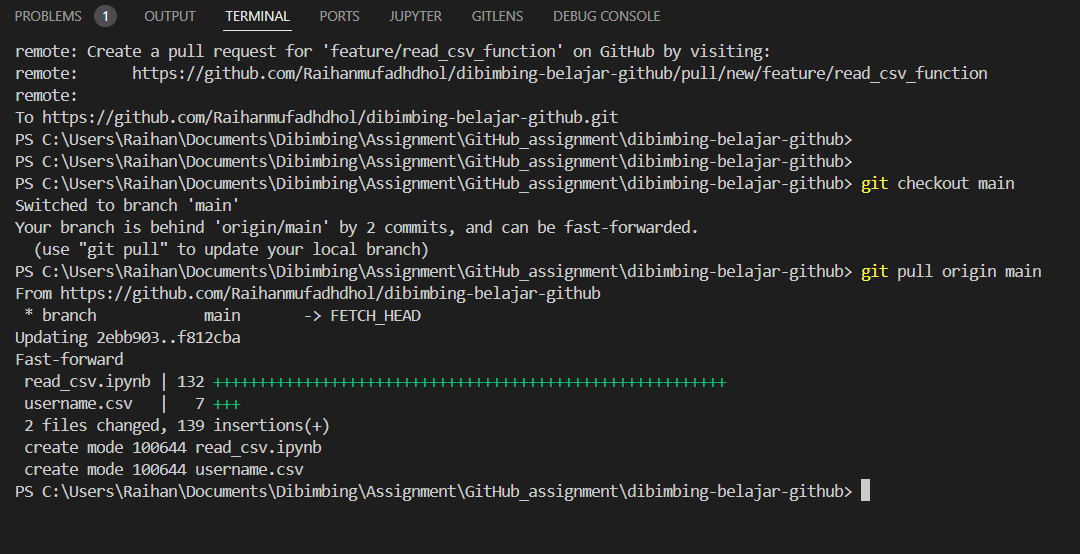 PROBLEMS 1 OUTPUT TERMINAL PORTS JUPYTER GITLENS DEBUG CONSOLE
remote: Create a pull request for 'feature/read_csv_function' on GitHub by visiting:
remote:      https://github.com/Raihanmufadhdhol/dibimbing-belajar-github/pull/new/feature/read_csv_function
remote:
To https://github.com/Raihanmufadhdhol/dibimbing-belajar-github.git
PS C:\Users\Raihan\Documents\Dibimbing\Assignment\GitHub_assignment\dibimbing-belajar-github>
PS C:\Users\Raihan\Documents\Dibimbing\Assignment\GitHub_assignment\dibimbing-belajar-github>
PS C:\Users\Raihan\Documents\Dibimbing\Assignment\GitHub_assignment\dibimbing-belajar-github> git checkout main
Switched to branch 'main'
Your branch is behind 'origin/main' by 2 commits, and can be fast-forwarded.
  (use "git pull" to update your local branch)
PS C:\Users\Raihan\Documents\Dibimbing\Assignment\GitHub_assignment\dibimbing-belajar-github> git pull origin main
From https://github.com/Raihanmufadhdhol/dibimbing-belajar-github
 * branch            main       -> FETCH_HEAD
Updating 2ebb903..f812cba
Fast-forward
 read_csv.ipynb | 132 +++++++++++++++++++++++++++++++++++++++++++++++++++++++++
 username.csv   |   7 +++
 2 files changed, 139 insertions(+)
 create mode 100644 read_csv.ipynb
 create mode 100644 username.csv
PS C:\Users\Raihan\Documents\Dibimbing\Assignment\GitHub_assignment\dibimbing-belajar-github>